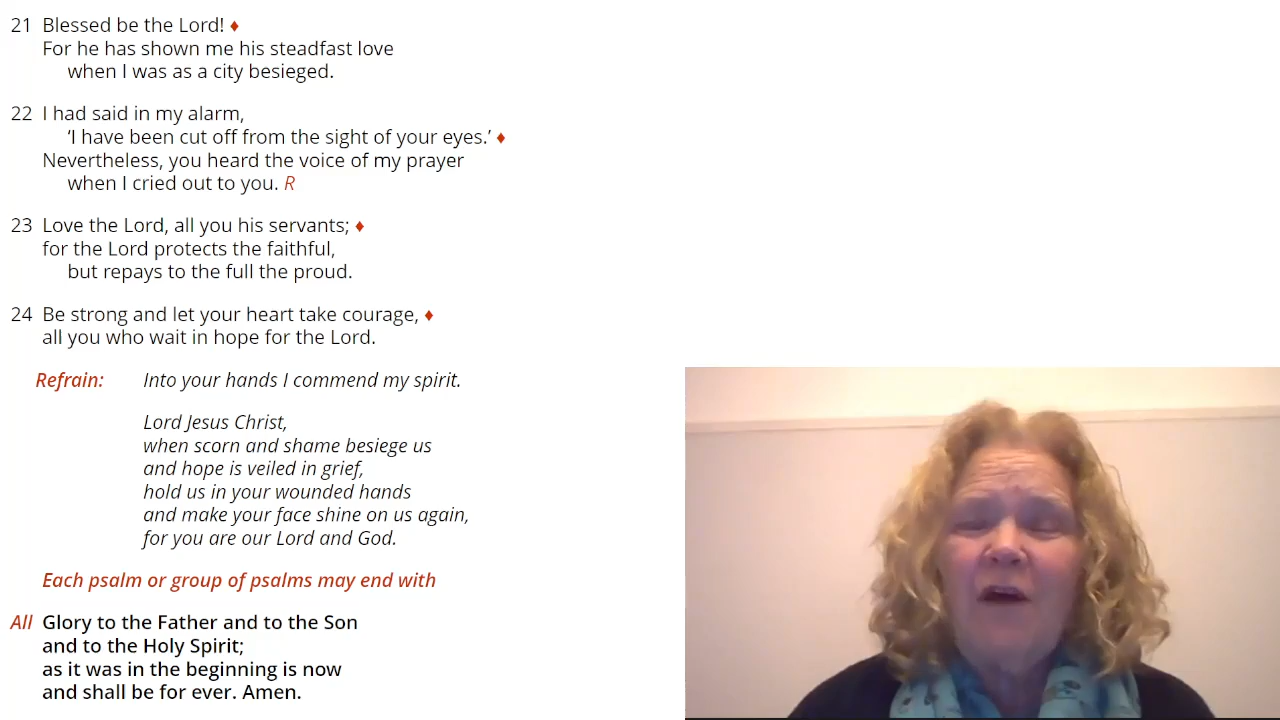 21 Blessed be the Lord! ♦
For he has shown me his steadfast love
when I was as a city besieged.
22 I had said in my alarm,
‘I have been cut off from the sight of your eyes.’ ♦
Nevertheless, you heard the voice of my prayer
when I cried out to you. R
23 Love the Lord, all you his servants; ♦
for the Lord protects the faithful,
but repays to the full the proud.
24 Be strong and let your heart take courage, ♦
all you who wait in hope for the Lord.
Refrain: Into your hands I commend my spirit.
Lord Jesus Christ,
when scorn and shame besiege us
and hope is veiled in grief,
hold us in your wounded hands
and make your face shine on us again,
for you are our Lord and God.
Each psalm or group of psalms may end with
All Glory to the Father and to the Son
and to the Holy Spirit;
as it was in the beginning is now
and shall be for ever. Amen.